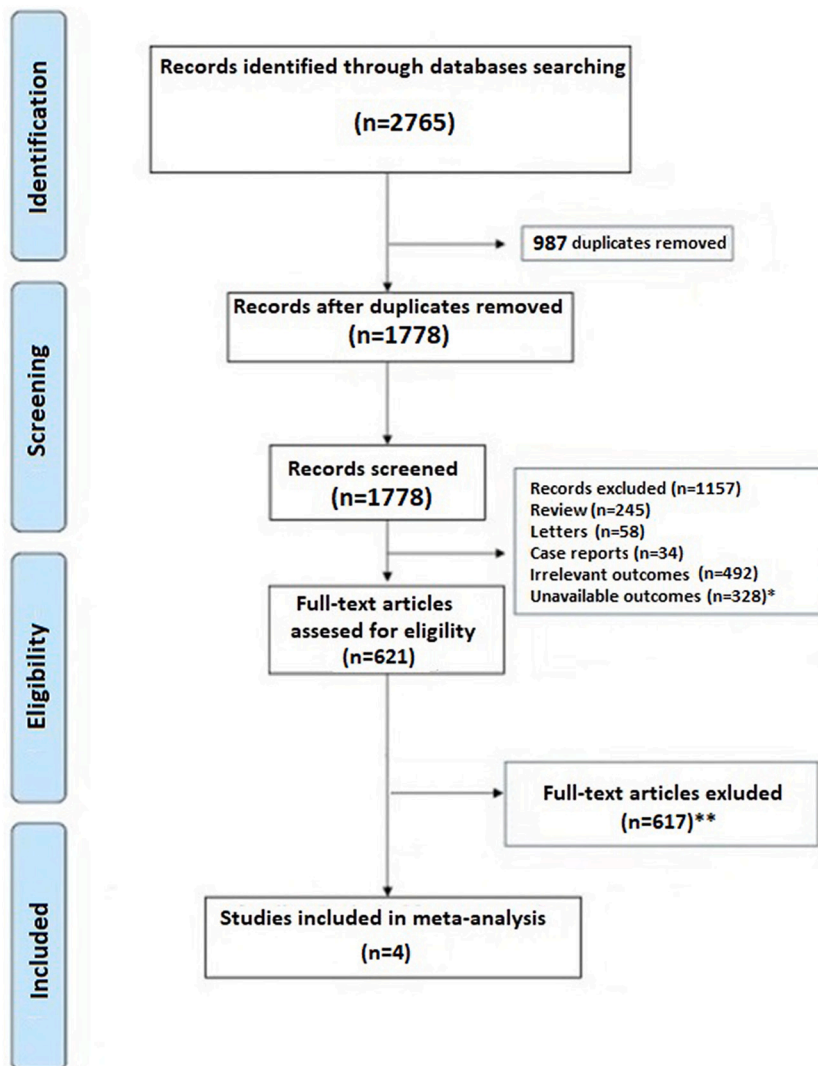 Identification
Records identified through databases searching
(n=2765)
987 duplicates removed
Screening
Records after duplicates removed
(n=1778)
Records screened
(n=1778)
Records excluded (n=1157)
Review (n=245)
Letters (n=58)
Case reports (n=34)
Irrelevant outcomes (n=492)
Unavailable outcomes (n=328)*
Eligibility
Full-text articles
assesed for eligility
(n=621)
Full-text articles exluded
(n=617)**
Included
Studies included in meta-analysis
(n=4)